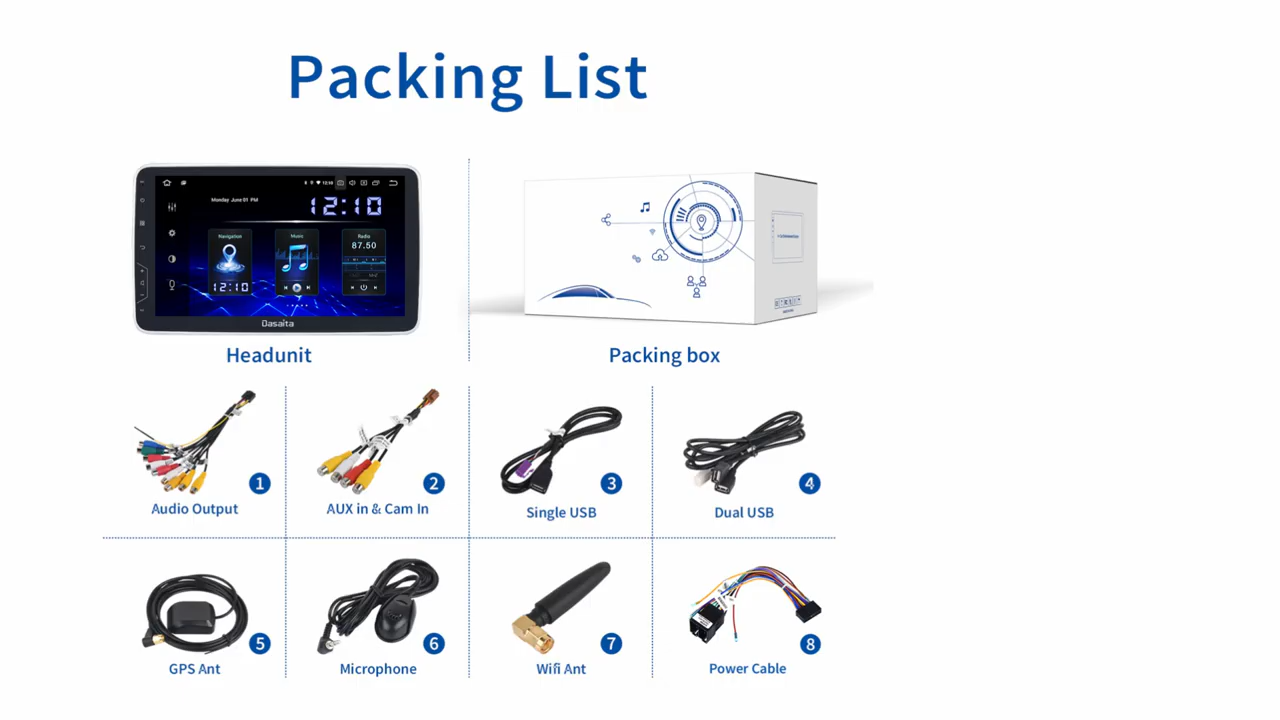 Packing List
12:10
Monday June 01 PM
12:10
Navigation
Music
Radio
87.50
12:10
Dasaita
Headunit
Packing box
1
2
3
4
Audio Output
AUX in & Cam In
Single USB
Dual USB
5
6
7
8
GPS Ant
Microphone
Wifi Ant
Power Cable